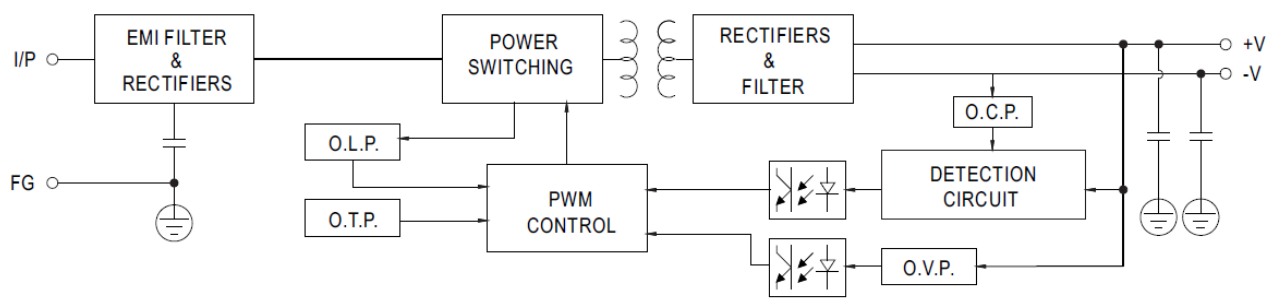 I/P
EMI FILTER
&
RECTIFIERS
POWER
SWITCHING
RECTIFIERS
&
FILTER
+V
-V
O.C.P.
O.L.P.
DETECTION
CIRCUIT
FG
PWM
CONTROL
O.T.P.
O.V.P.